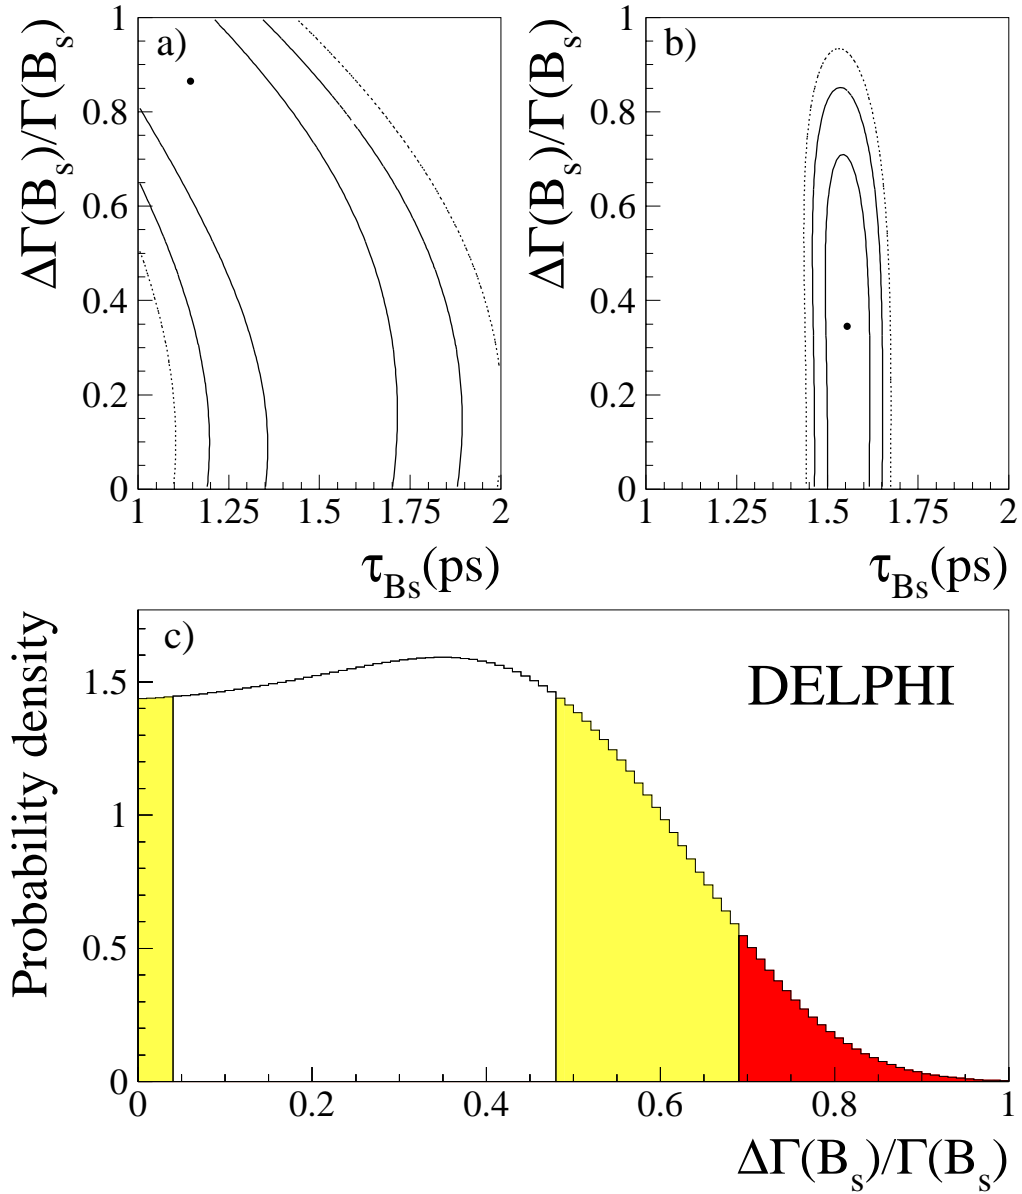 a)
ΔΓ(B_s)/Γ(B_s)
1
0.8
0.6
0.4
0.2
0
1 1.25 1.5 1.75 2
τ_Bs(ps)
b)
ΔΓ(B_s)/Γ(B_s)
1
0.8
0.6
0.4
0.2
0
1 1.25 1.5 1.75 2
τ_Bs(ps)
c)
DELPHI
Probability density
1.5
1
0.5
0
0 0.2 0.4 0.6 0.8 1
ΔΓ(B_s)/Γ(B_s)